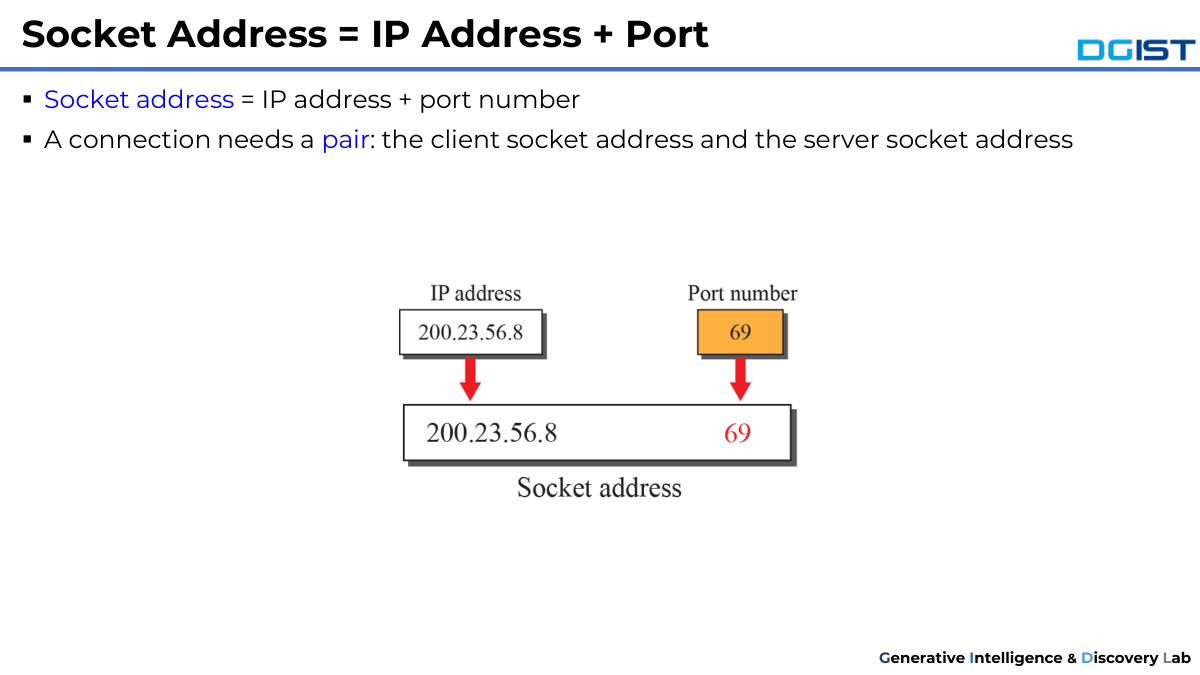 Socket Address = IP Address + Port
DGIST
▪ Socket address = IP address + port number
▪ A connection needs a pair: the client socket address and the server socket address
IP address Port number
200.23.56.8 69
200.23.56.8 69
Socket address
Generative Intelligence & Discovery Lab